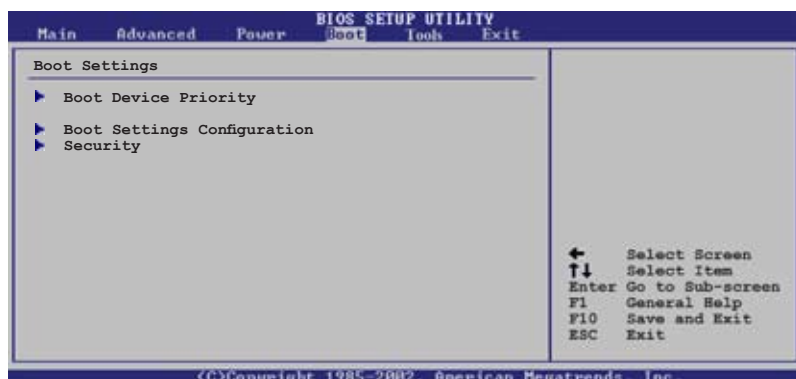 BIOS SETUP UTILITY
Main Advanced Power Boot Tools Exit
Boot Settings
Boot Device Priority
Boot Settings Configuration
Security
← Select Screen
↑↓ Select Item
Enter Go to Sub-screen
F1 General Help
F10 Save and Exit
ESC Exit
(C)Copyright 1985-2002, American Megatrends, Inc.